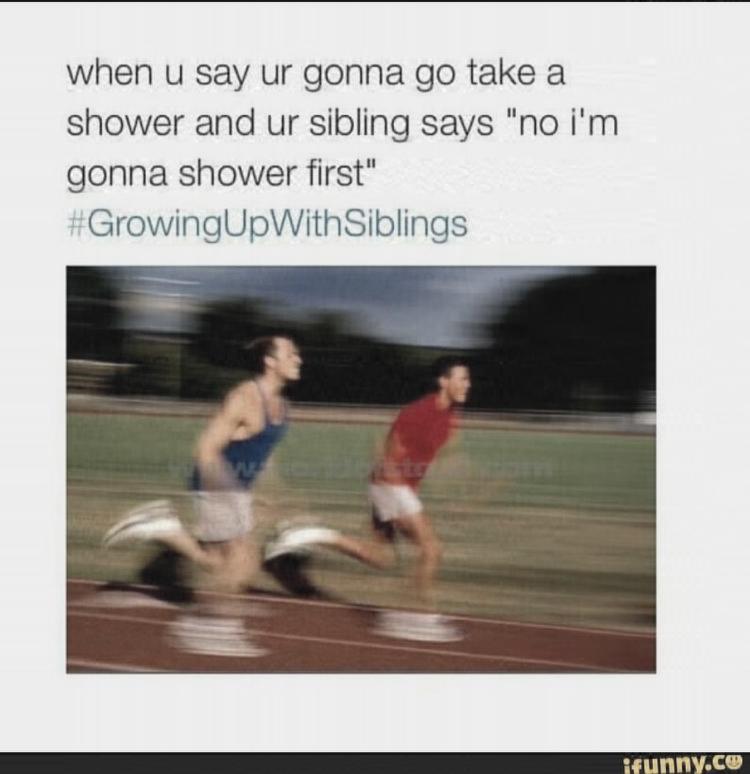 when u say ur gonna go take a
shower and ur sibling says "no i'm
gonna shower first"
#GrowingUpWithSiblings
ifunny.co